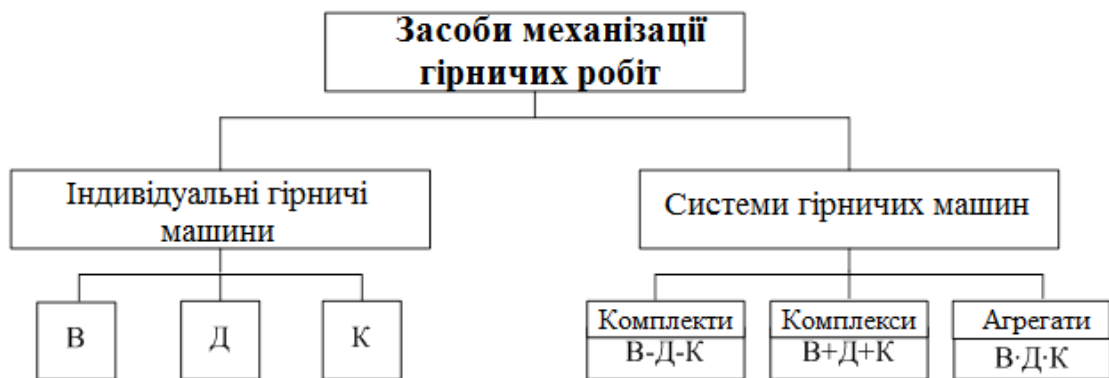 Засоби механізації
гірничих робіт
Індивідуальні гірничі
машини
Системи гірничих машин
В
Д
К
Комплекти
В-Д-К
Комплекси
В+Д+К
Агрегати
В·Д·К